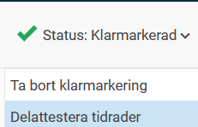 Status: Klarmarkerad
Ta bort klarmarkering
Delattestera tidrader